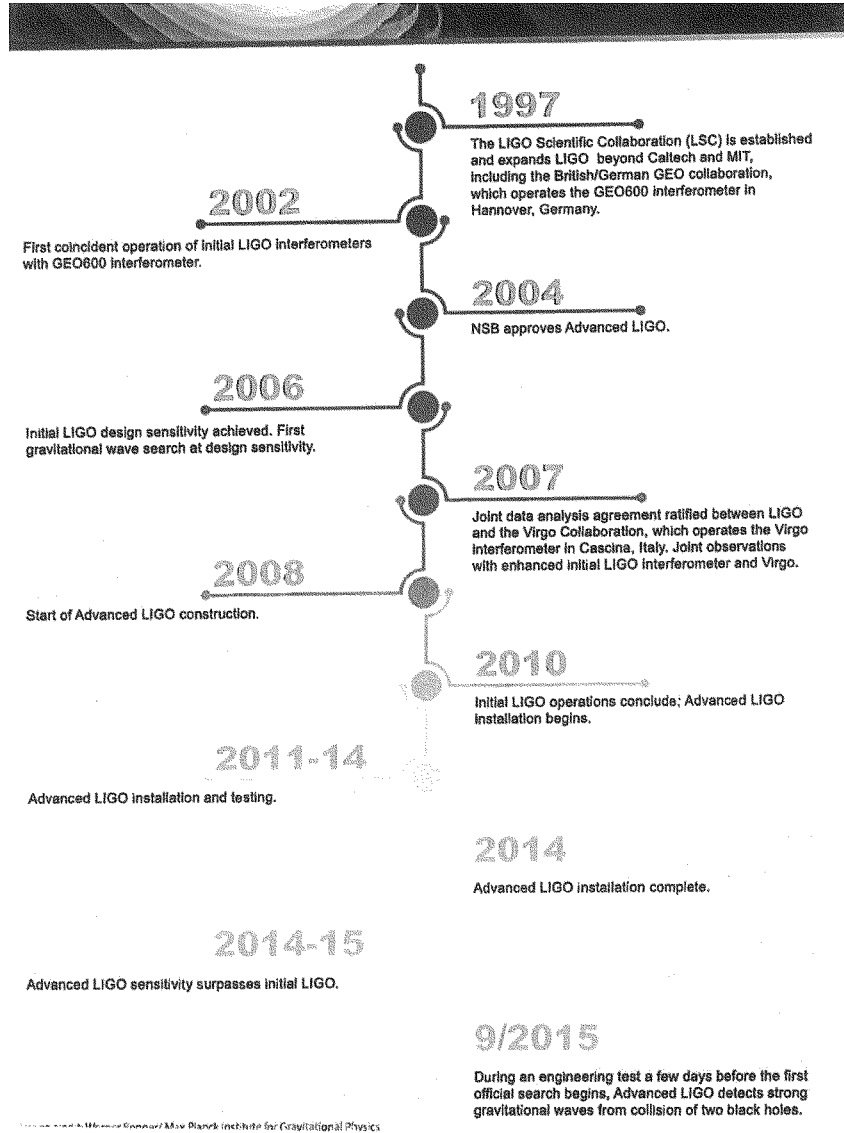 1997
The LIGO Scientific Collaboration (LSC) is established
and expands LIGO beyond Caltech and MIT,
including the British/German GEO collaboration,
which operates the GEO600 interferometer in
Hannover, Germany.
2002
First coincident operation of initial LIGO interferometers
with GEO600 interferometer.
2004
NSB approves Advanced LIGO.
2006
Initial LIGO design sensitivity achieved. First
gravitational wave search at design sensitivity.
2007
Joint data analysis agreement ratified between LIGO
and the Virgo Collaboration, which operates the Virgo
interferometer in Cascina, Italy. Joint observations
with enhanced initial LIGO interferometer and Virgo.
2008
Start of Advanced LIGO construction.
2010
Initial LIGO operations conclude; Advanced LIGO
installation begins.
2011-14
Advanced LIGO installation and testing.
2014
Advanced LIGO installation complete.
2014-15
Advanced LIGO sensitivity surpasses initial LIGO.
9/2015
During an engineering test a few days before the first
official search begins, Advanced LIGO detects strong
gravitational waves from collision of two black holes.
Max Planck Institute for Gravitational Physics